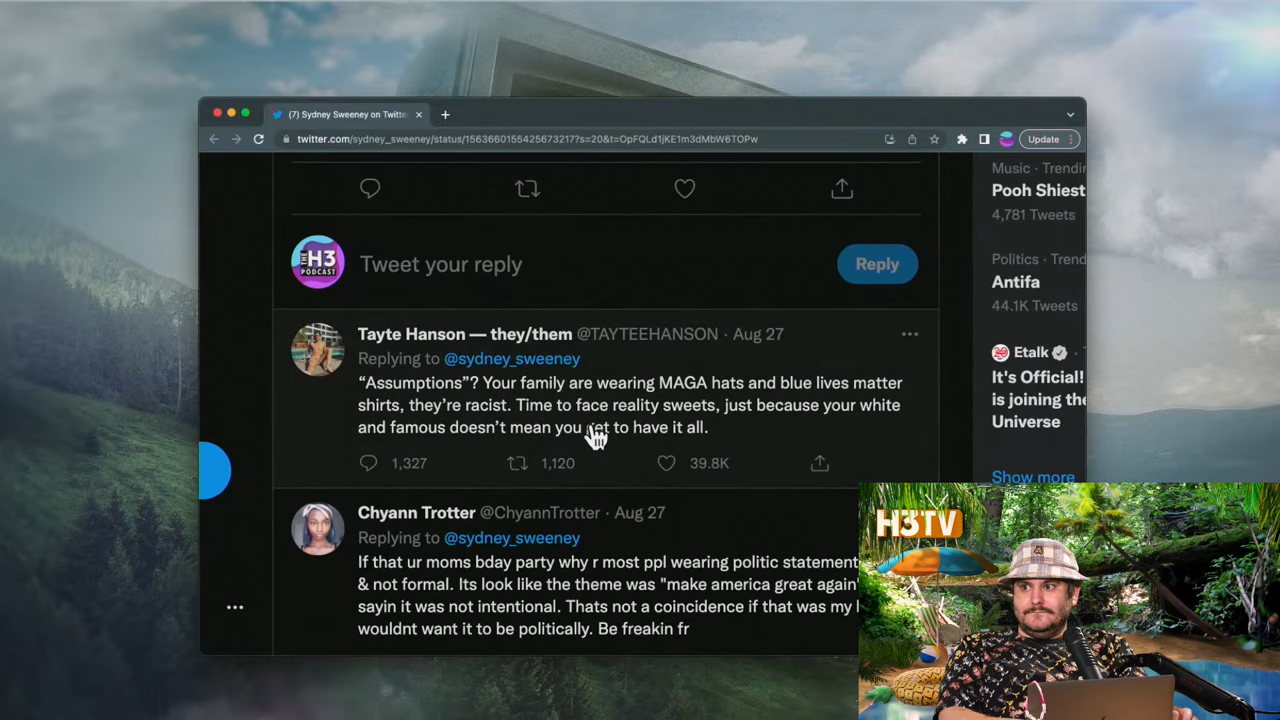 (7) Sydney Sweeney on Twitte
twitter.com/sydney_sweeney/status/1563660155425673217?s=20&t=OpFQLd1jKE1m3dMbW6TOPw
Update
Music · Trendi
Pooh Shiest
4,781 Tweets
THE H3 PODCAST
Tweet your reply
Reply
Politics · Trend
Antifa
44.1K Tweets
Tayte Hanson — they/them @TAYTEEHANSON · Aug 27
Replying to @sydney_sweeney
“Assumptions”? Your family are wearing MAGA hats and blue lives matter
shirts, they’re racist. Time to face reality sweets, just because your white
and famous doesn’t mean you get to have it all.
1,327 1,120 39.8K
Etalk ·
It's Official!
is joining the
Universe
Show more
Chyann Trotter @ChyannTrotter · Aug 27
Replying to @sydney_sweeney
If that ur moms bday party why r most ppl wearing politic statement
& not formal. Its look like the theme was "make america great again"
sayin it was not intentional. Thats not a coincidence if that was my
wouldnt want it to be politically. Be freakin fr
H3TV